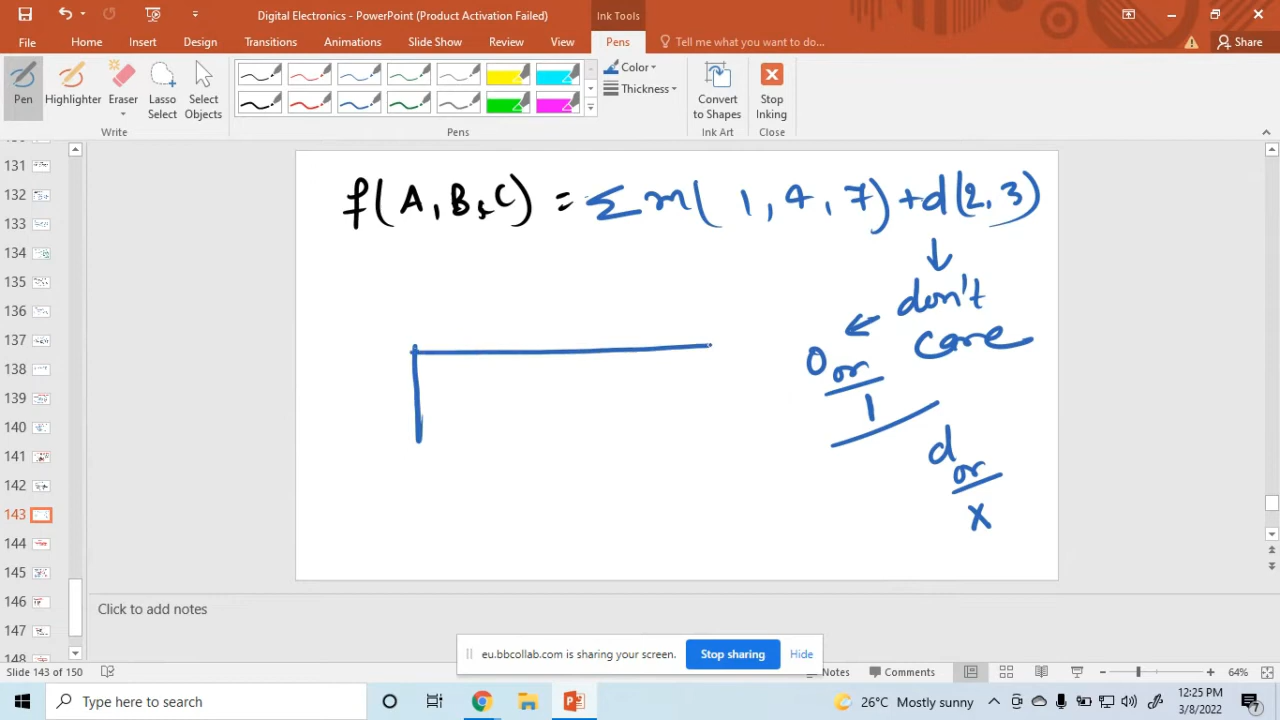 Digital Electronics - PowerPoint (Product Activation Failed)
Ink Tools
File Home Insert Design Transitions Animations Slide Show Review View Pens Tell me what you want to do... Share
Pen Highlighter Eraser Lasso Select Select Objects
Color Thickness
Convert to Shapes Stop Inking
Write Pens Ink Art Close
131
132
133
134
135
136
137
138
139
140
141
142
143
144
145
146
147
148
f(A,B,C) = Σm( 1, 4, 7)+d(2, 3)
↓
← don't care
0 or 1
d or x
Click to add notes
eu.bbcollab.com is sharing your screen. Stop sharing Hide
Slide 143 of 150 Notes Comments 64%
Type here to search 26°C Mostly sunny 12:25 PM
3/8/2022 7